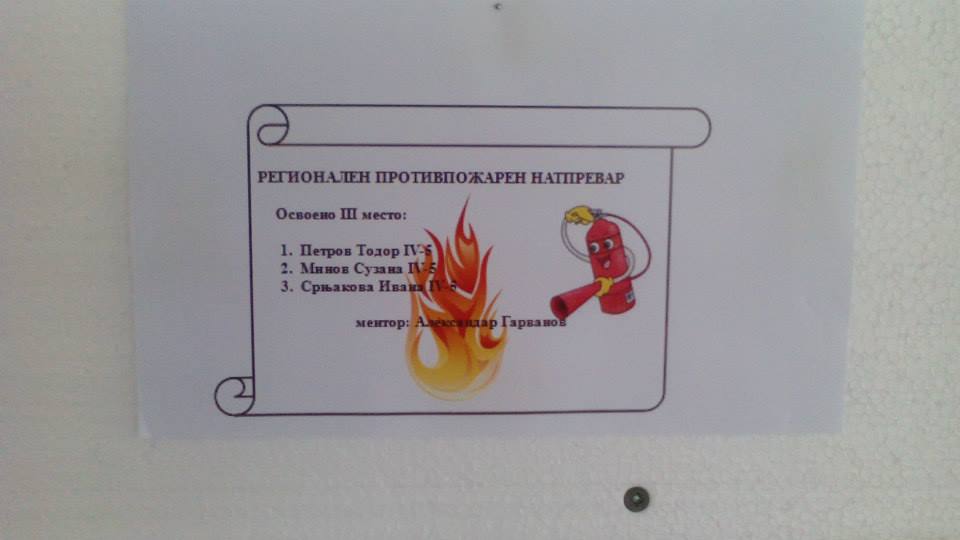 РЕГИОНАЛЕН ПРОТИВПОЖАРЕН НАТПРЕВАР
Освоено III место:
1. Петров Тодор IV-5
2. Минов Сузана IV-5
3. Срњакова Ивана IV-5
ментор: Александар Гарванов